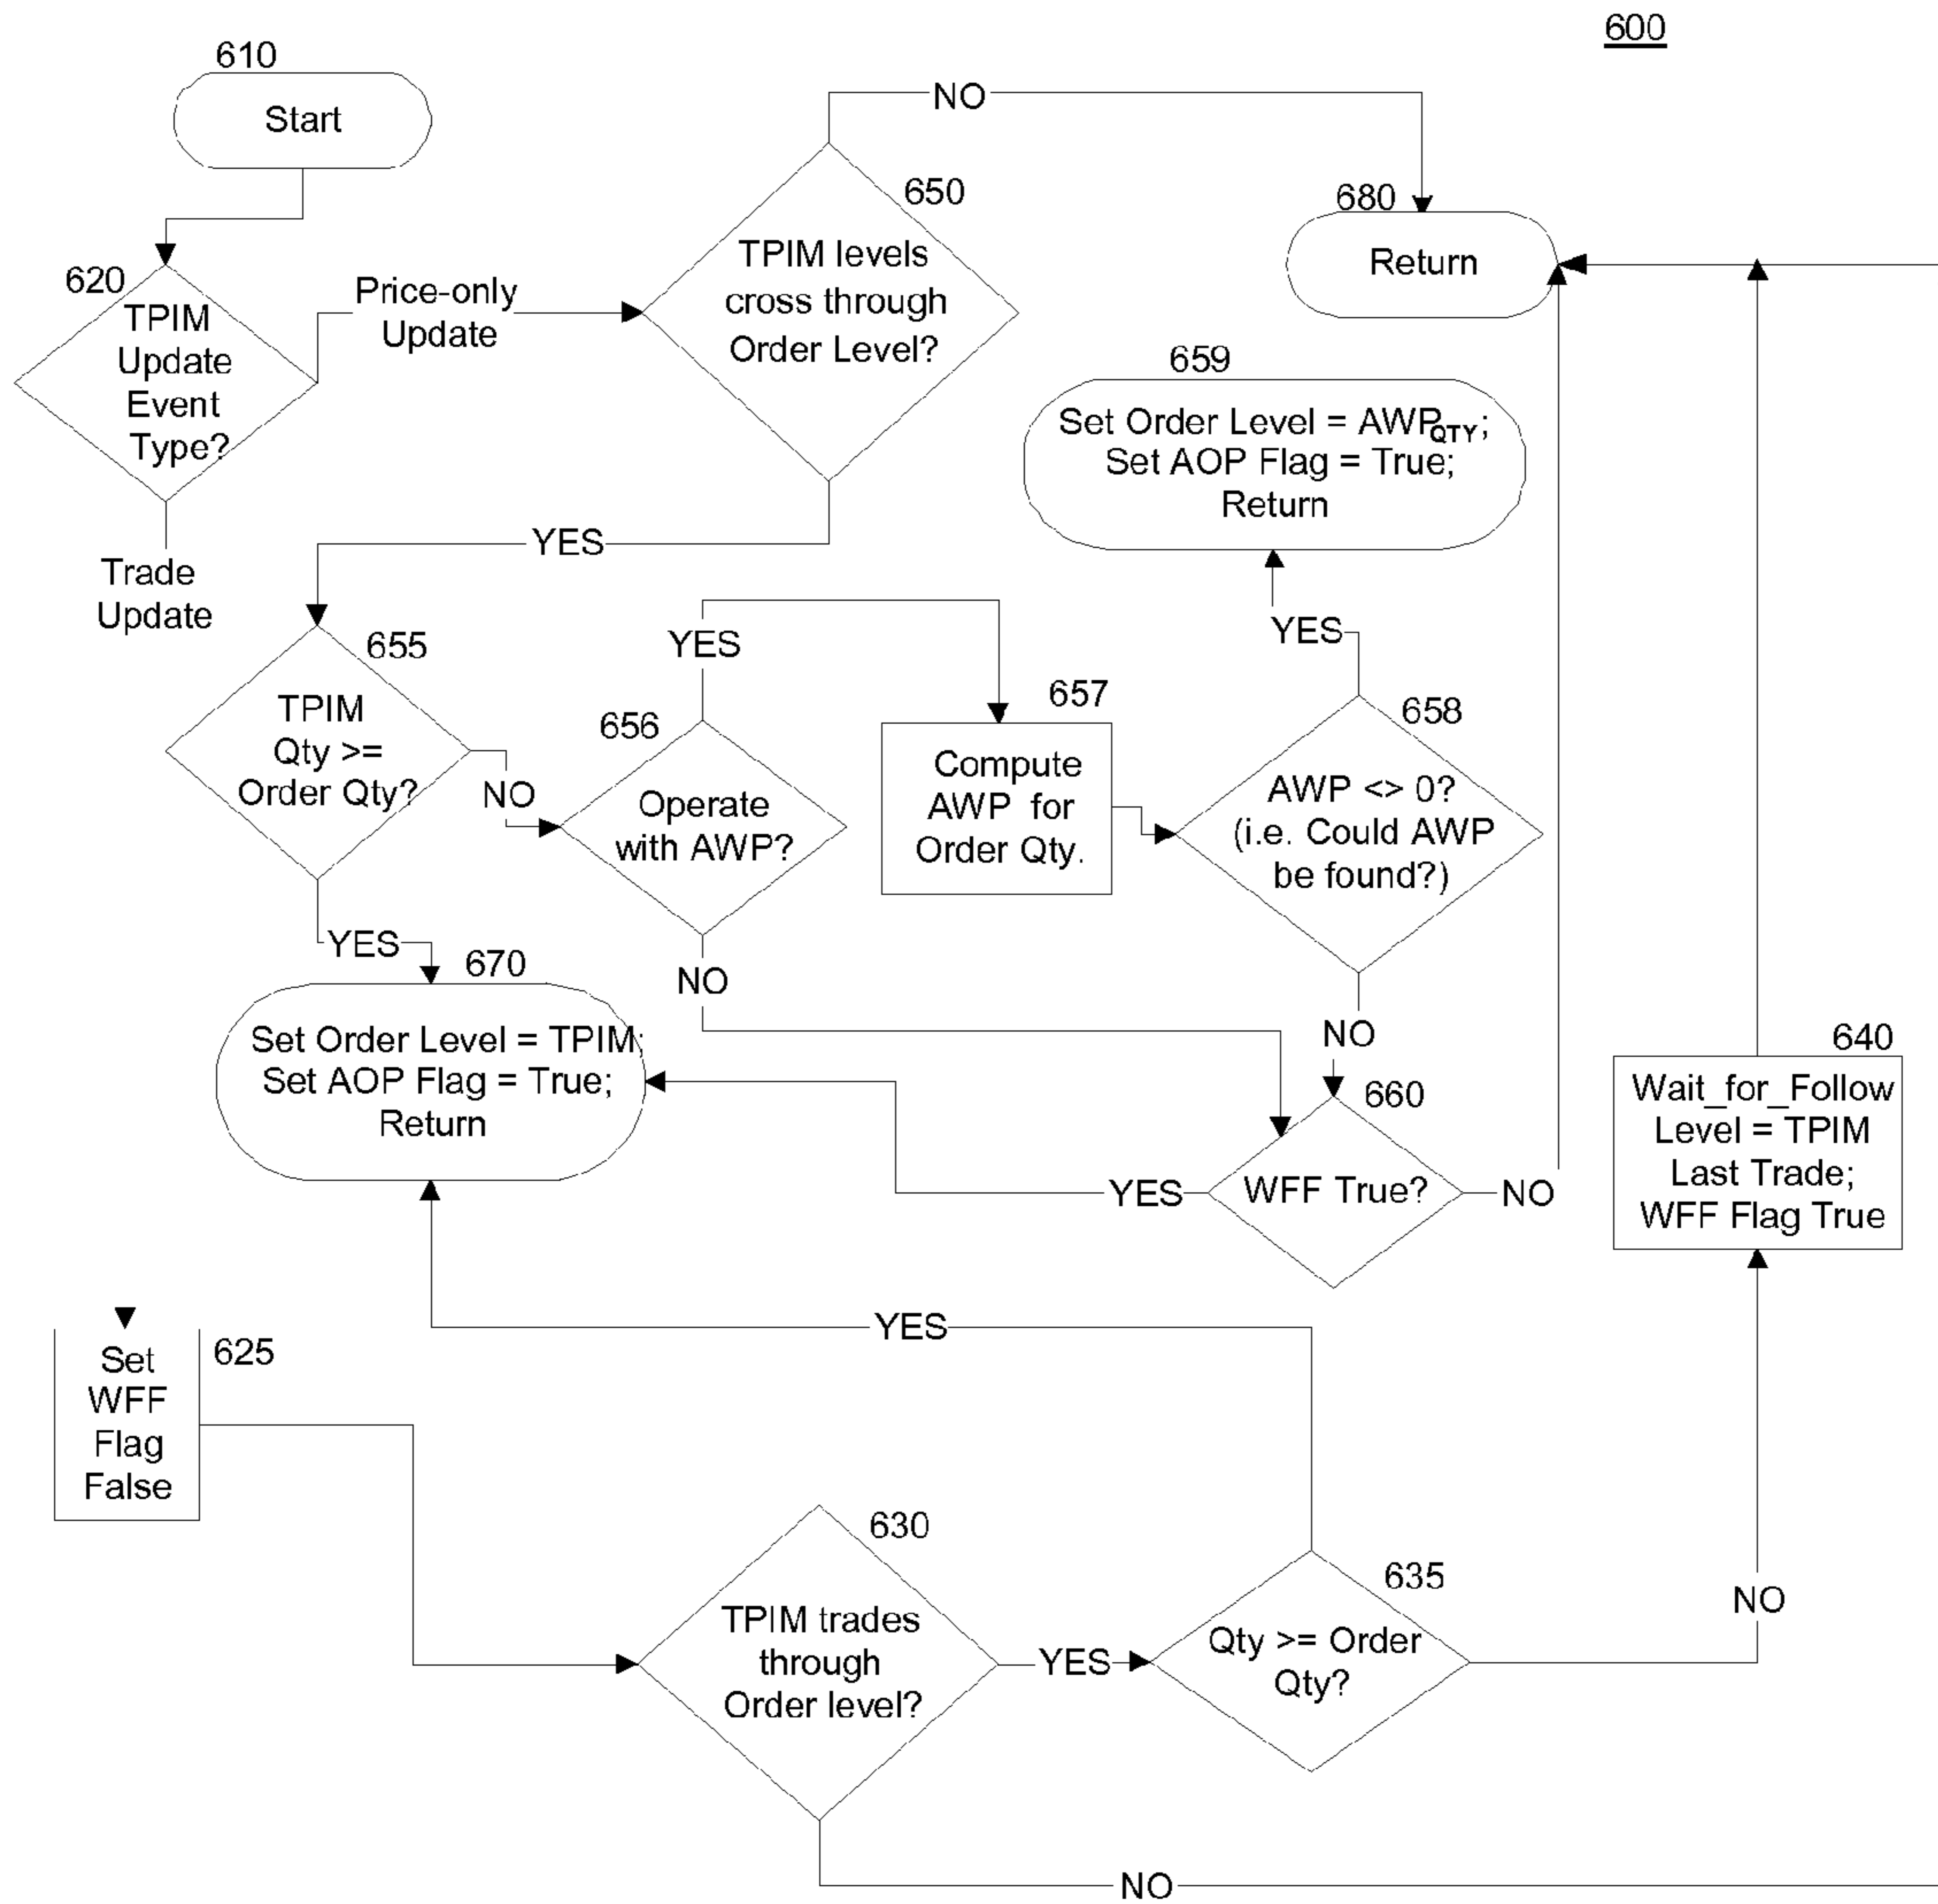 600
610
Start
NO
650
TPIM levels
cross through
Order Level?
680
Return
620
TPIM
Update
Event
Type?
Price-only
Update
Trade
Update
YES
659
Set Order Level = AWPQTY;
Set AOP Flag = True;
Return
YES
655
TPIM
Qty >=
Order Qty?
NO
YES
656
Operate
with AWP?
YES
NO
657
Compute
AWP for
Order Qty.
658
AWP <> 0?
(i.e. Could AWP
be found?)
NO
670
Set Order Level = TPIM;
Set AOP Flag = True;
Return
660
WFF True?
YES
NO
640
Wait_for_Follow
Level = TPIM
Last Trade;
WFF Flag True
YES
625
Set
WFF
Flag
False
630
TPIM trades
through
Order level?
YES
635
Qty >= Order
Qty?
NO
NO